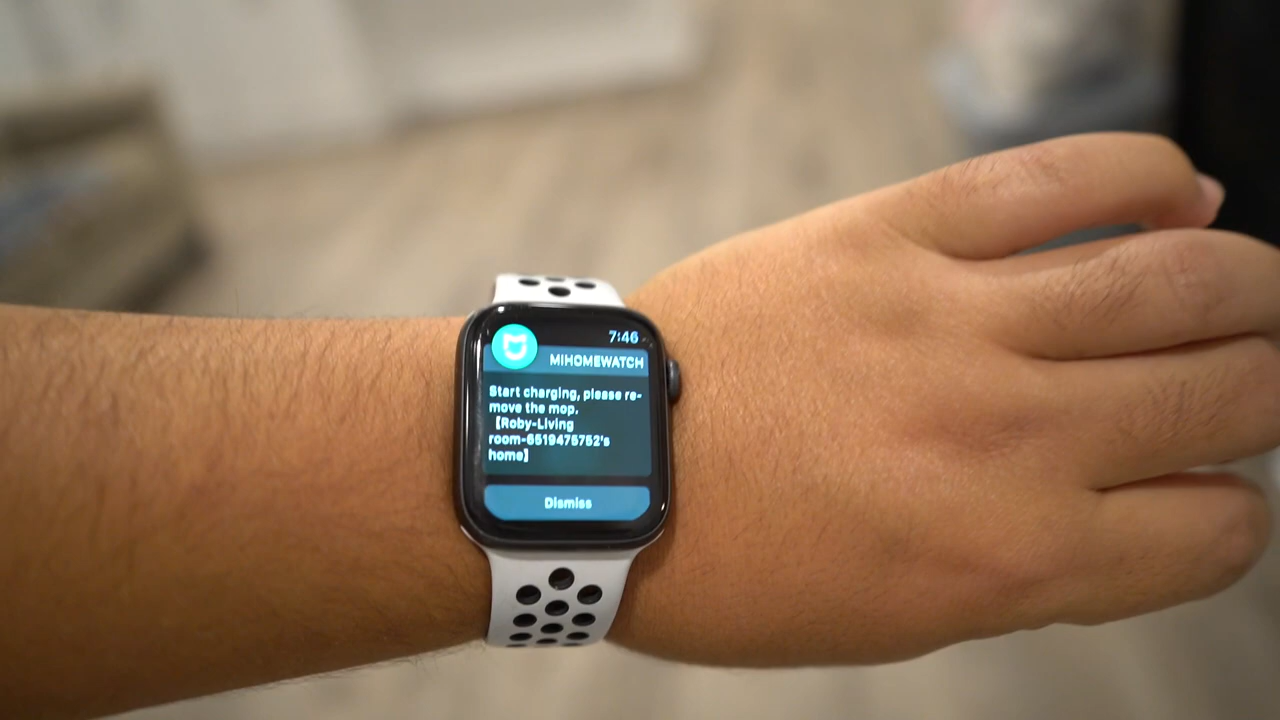 7:46
MIHOMEWATCH
Start charging, please re-
move the mop.
[Roby-Living
room-6519475752's
home]
Dismiss